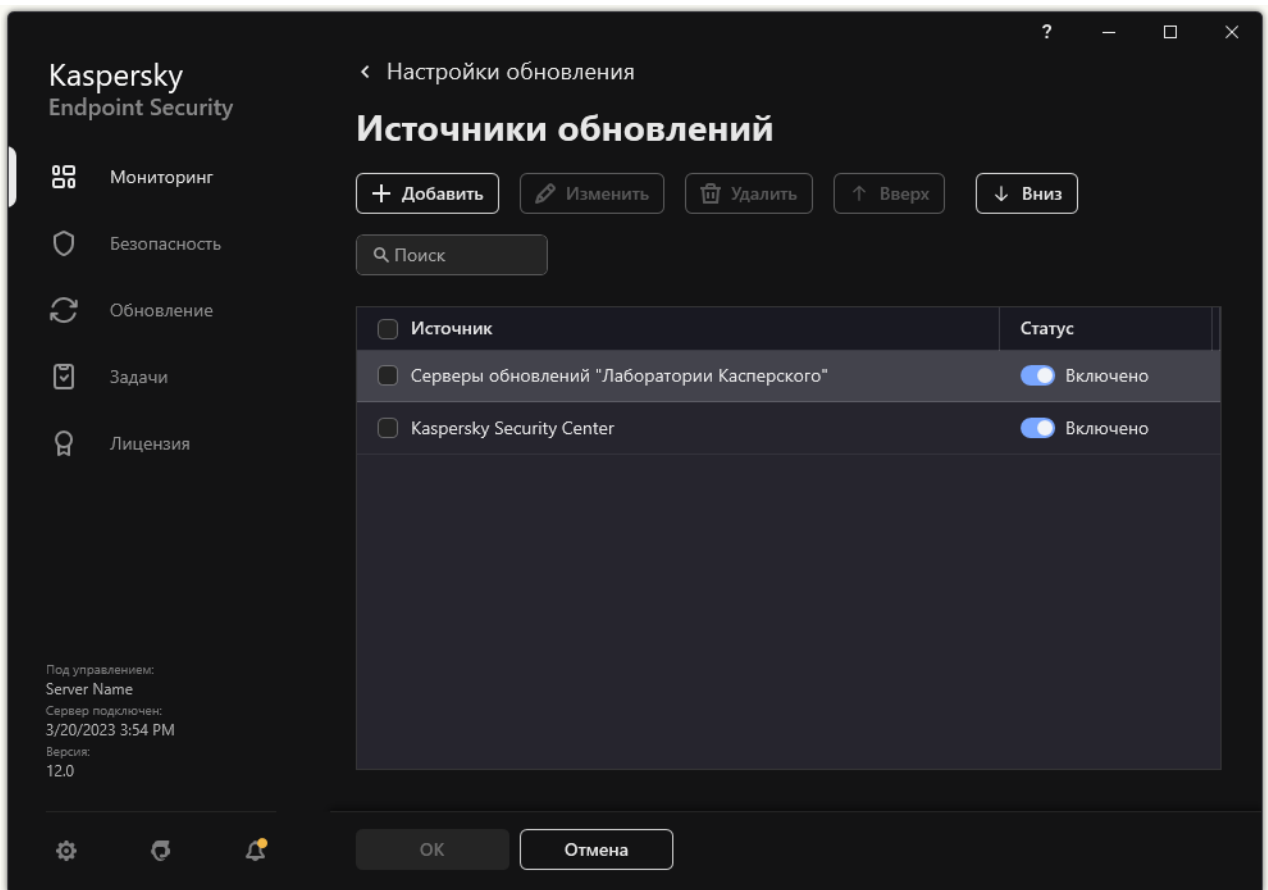 ?
Kaspersky
Endpoint Security
Мониторинг
Безопасность
Обновление
Задачи
Лицензия
Под управлением:
Server Name
Сервер подключен:
3/20/2023 3:54 PM
Версия:
12.0
Настройки обновления
Источники обновлений
Добавить Изменить Удалить Вверх Вниз
Поиск
Источник Статус
Серверы обновлений "Лаборатории Касперского" Включено
Kaspersky Security Center Включено
ОК Отмена